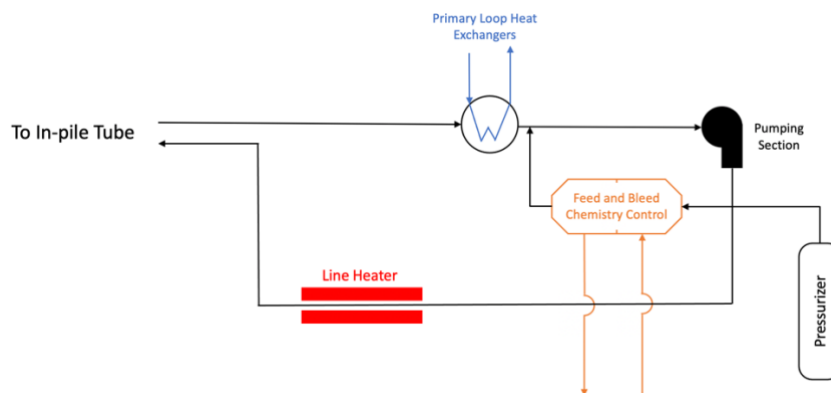 Primary Loop Heat
Exchangers
To In-pile Tube
Pumping
Section
Feed and Bleed
Chemistry Control
Line Heater
Pressurizer